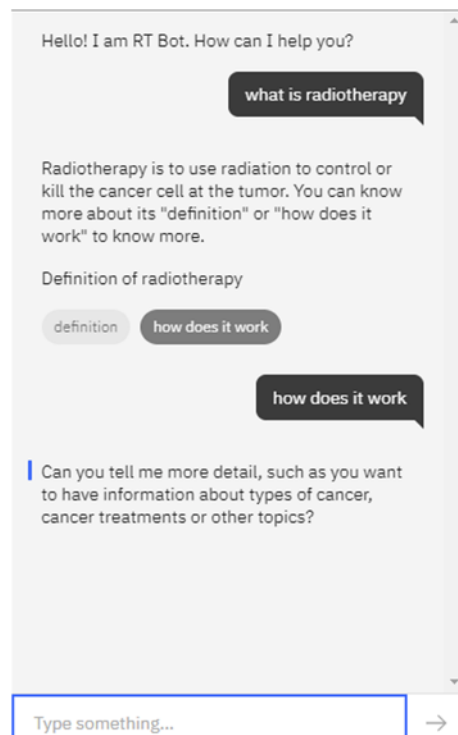 Hello! I am RT Bot. How can I help you?
what is radiotherapy
Radiotherapy is to use radiation to control or
kill the cancer cell at the tumor. You can know
more about its "definition" or "how does it
work" to know more.
Definition of radiotherapy
definition how does it work
how does it work
Can you tell me more detail, such as you want
to have information about types of cancer,
cancer treatments or other topics?
Type something...